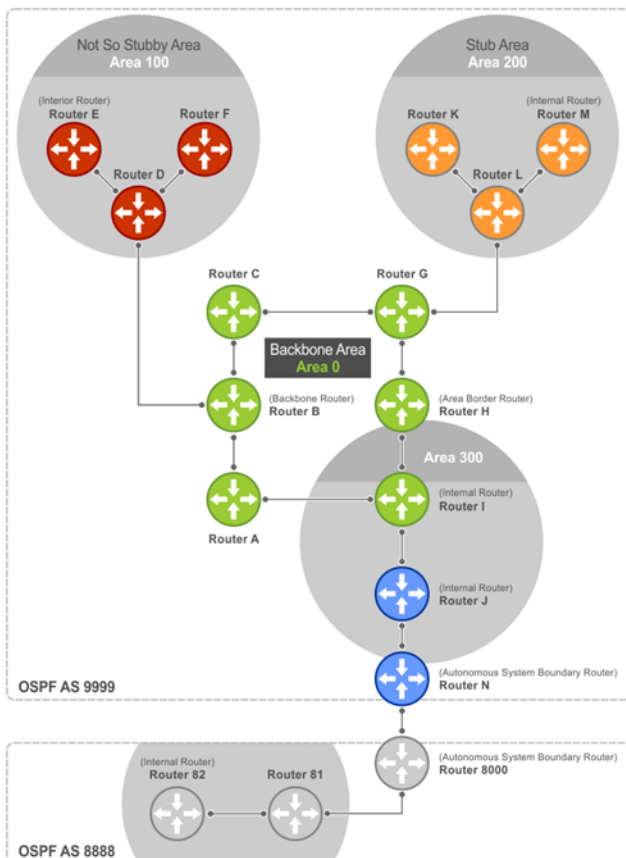 Not So Stubby Area
Area 100
(Interior Router)
Router E
Router F
Router D
Stub Area
Area 200
Router K
(Internal Router)
Router M
Router L
Router C
Router G
Backbone Area
Area 0
(Backbone Router)
Router B
(Area Border Router)
Router H
Area 300
Router A
(Internal Router)
Router I
(Internal Router)
Router J
(Autonomous System Boundary Router)
Router N
OSPF AS 9999
(Autonomous System Boundary Router)
Router 8000
(Internal Router)
Router 82
Router 81
OSPF AS 8888